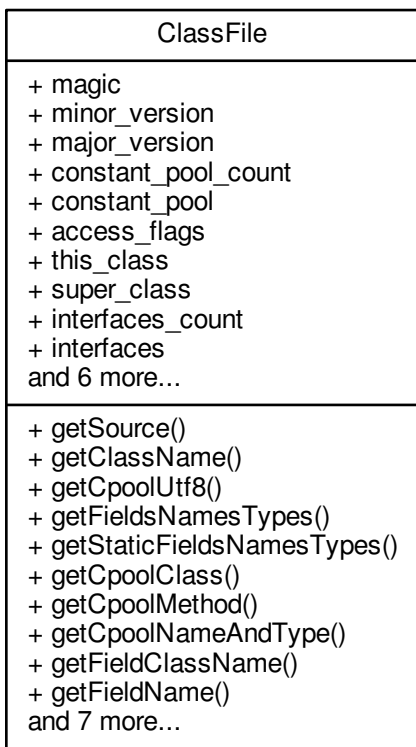 ClassFile
+ magic
+ minor_version
+ major_version
+ constant_pool_count
+ constant_pool
+ access_flags
+ this_class
+ super_class
+ interfaces_count
+ interfaces
and 6 more...
+ getSource()
+ getClassName()
+ getCpoolUtf8()
+ getFieldsNamesTypes()
+ getStaticFieldsNamesTypes()
+ getCpoolClass()
+ getCpoolMethod()
+ getCpoolNameAndType()
+ getFieldClassName()
+ getFieldName()
and 7 more...